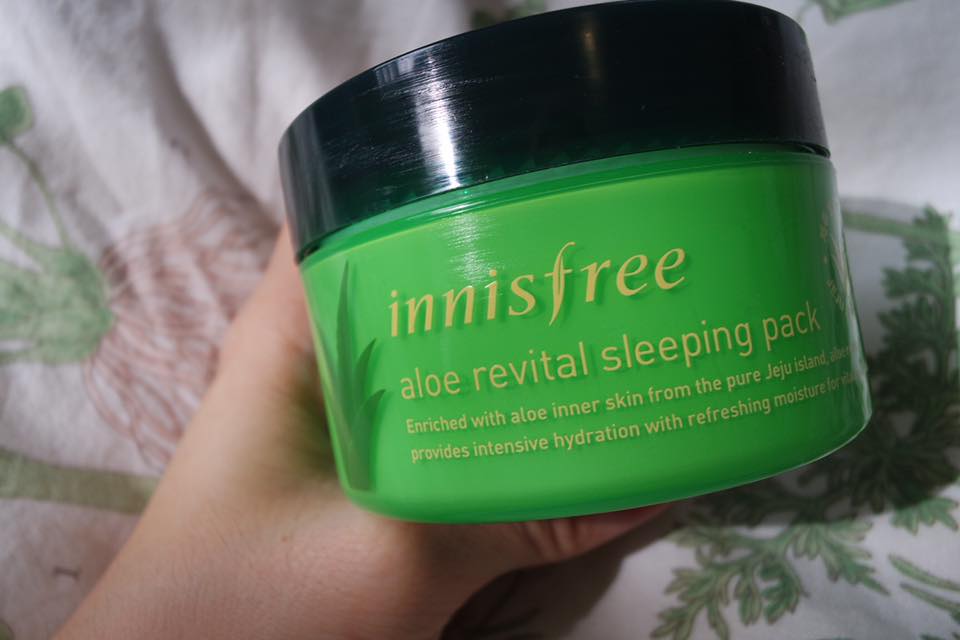 innisfree
aloe revital sleeping pack
Enriched with aloe inner skin from the pure Jeju island,
provides intensive hydration with refreshing moisture for